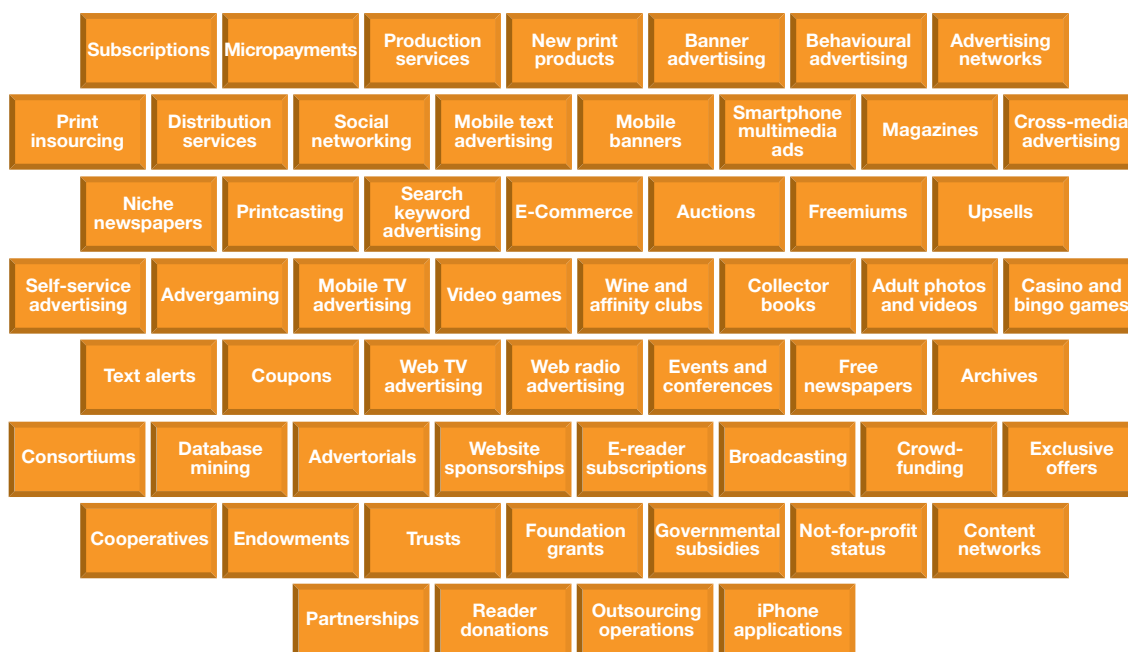 Subscriptions
Micropayments
Production
services
New print
products
Banner
advertising
Behavioural
advertising
Advertising
networks
Print
insourcing
Distribution
services
Social
networking
Mobile text
advertising
Mobile
banners
Smartphone
multimedia
ads
Magazines
Cross-media
advertising
Niche
newspapers
Printcasting
Search
keyword
advertising
E-Commerce
Auctions
Freemiums
Upsells
Self-service
advertising
Advergaming
Mobile TV
advertising
Video games
Wine and
affinity clubs
Collector
books
Adult photos
and videos
Casino and
bingo games
Text alerts
Coupons
Web TV
advertising
Web radio
advertising
Events and
conferences
Free
newspapers
Archives
Consortiums
Database
mining
Advertorials
Website
sponsorships
E-reader
subscriptions
Broadcasting
Crowd-
funding
Exclusive
offers
Cooperatives
Endowments
Trusts
Foundation
grants
Governmental
subsidies
Not-for-profit
status
Content
networks
Partnerships
Reader
donations
Outsourcing
operations
iPhone
applications